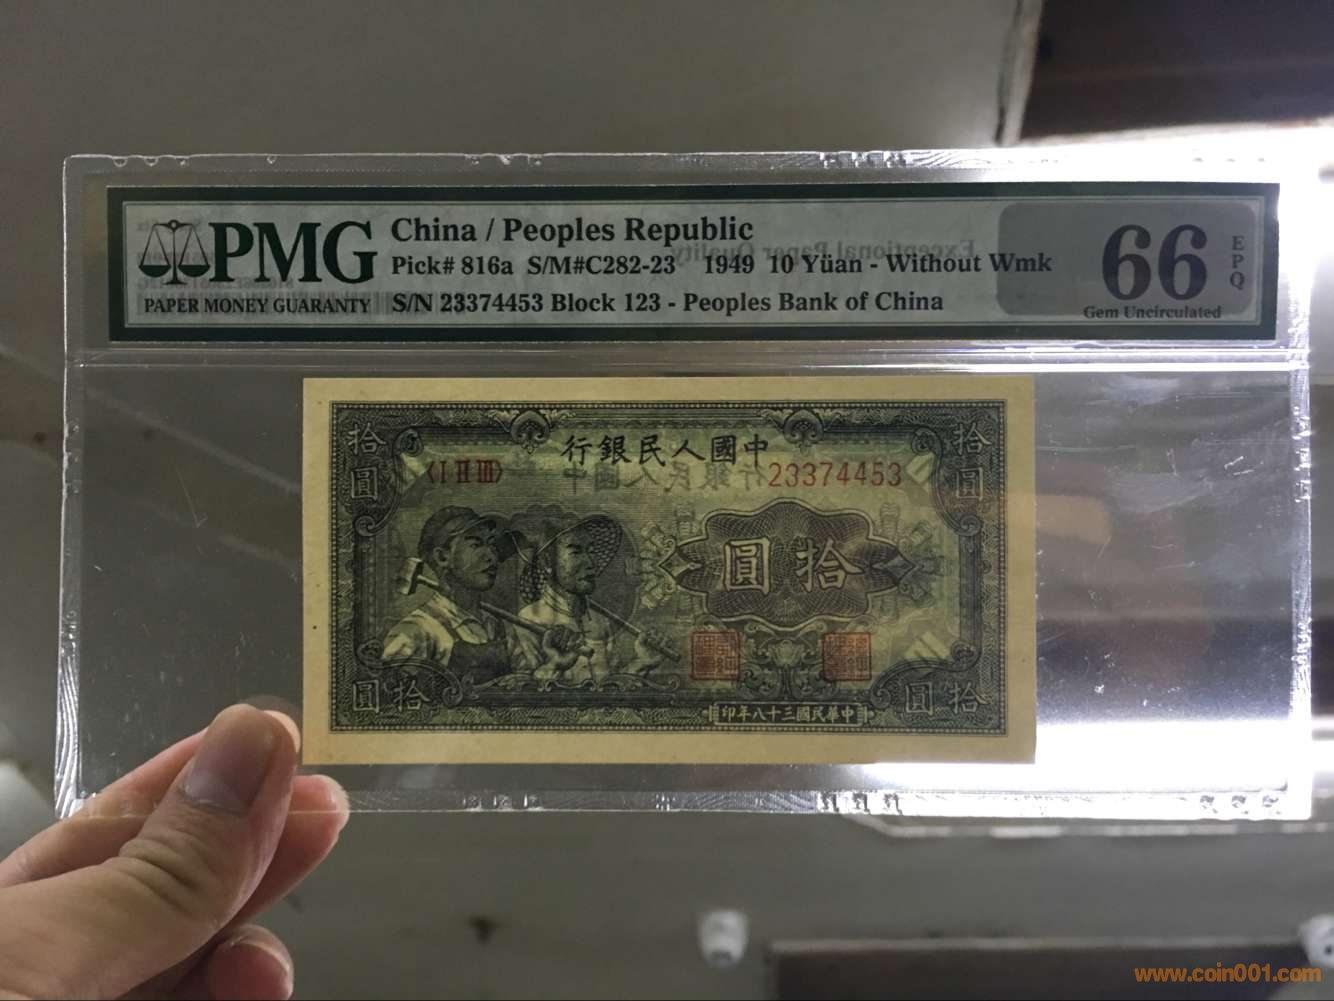 PMG
PAPER MONEY GUARANTY
China / Peoples Republic
Pick# 816a S/M#C282-23 1949 10 Yüan - Without Wmk
S/N 23374453 Block 123 - Peoples Bank of China
66
EPQ
Gem Uncirculated
Exceptional Paper Quality
行銀民人國中
〈I II III〉
23374453
拾圓
拾圓
圓拾
圓拾
圓拾
印年八十三國民華中
www.coin001.com